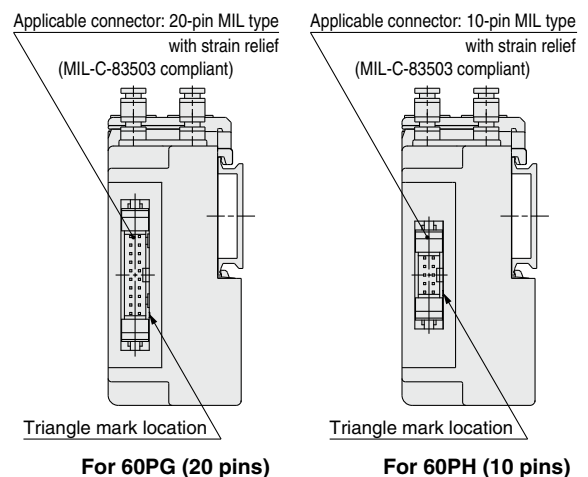 Applicable connector: 20-pin MIL type
with strain relief
(MIL-C-83503 compliant)
Triangle mark location
For 60PG (20 pins)
Applicable connector: 10-pin MIL type
with strain relief
(MIL-C-83503 compliant)
Triangle mark location
For 60PH (10 pins)